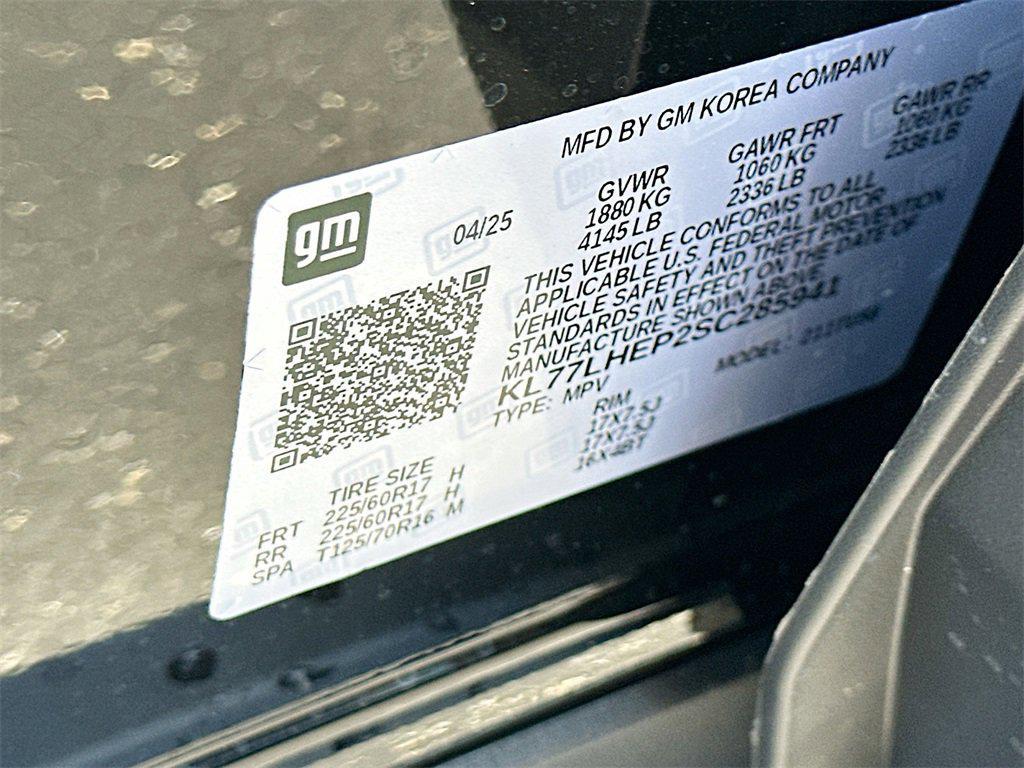 MFD BY GM KOREA COMPANY
gm
04/25
GVWR
1880 KG
4145 LB
GAWR FRT
1060 KG
2336 LB
GAWR RR
1060 KG
2336 LB
THIS VEHICLE CONFORMS TO ALL
APPLICABLE U.S. FEDERAL MOTOR
VEHICLE SAFETY AND THEFT PREVENTION
STANDARDS IN EFFECT ON THE DATE OF
MANUFACTURE SHOWN ABOVE.
KL77LHEP2SC285941
TYPE: MPV
MODEL:
TIRE SIZE
RIM
FRT 225/60R17 H 17X7.5J
RR 225/60R17 H 17X7.5J
SPA T125/70R16 M 16X4BT